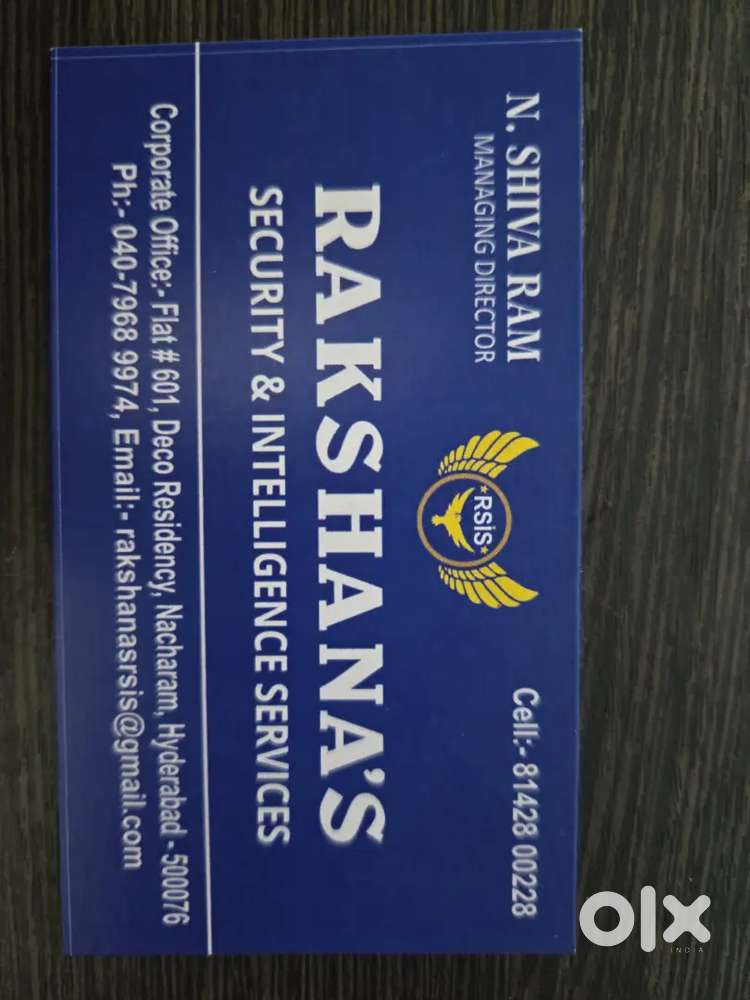 N. SHIVA RAM
MANAGING DIRECTOR
Cell:- 81428 00228
RSiS
RAKSHANA'S
SECURITY & INTELLIGENCE SERVICES
Corporate Office:- Flat # 601, Deco Residency, Nacharam, Hyderabad - 500076
Ph:- 040-7968 9974, Email:- rakshanasrsis@gmail.com
olx
INDIA